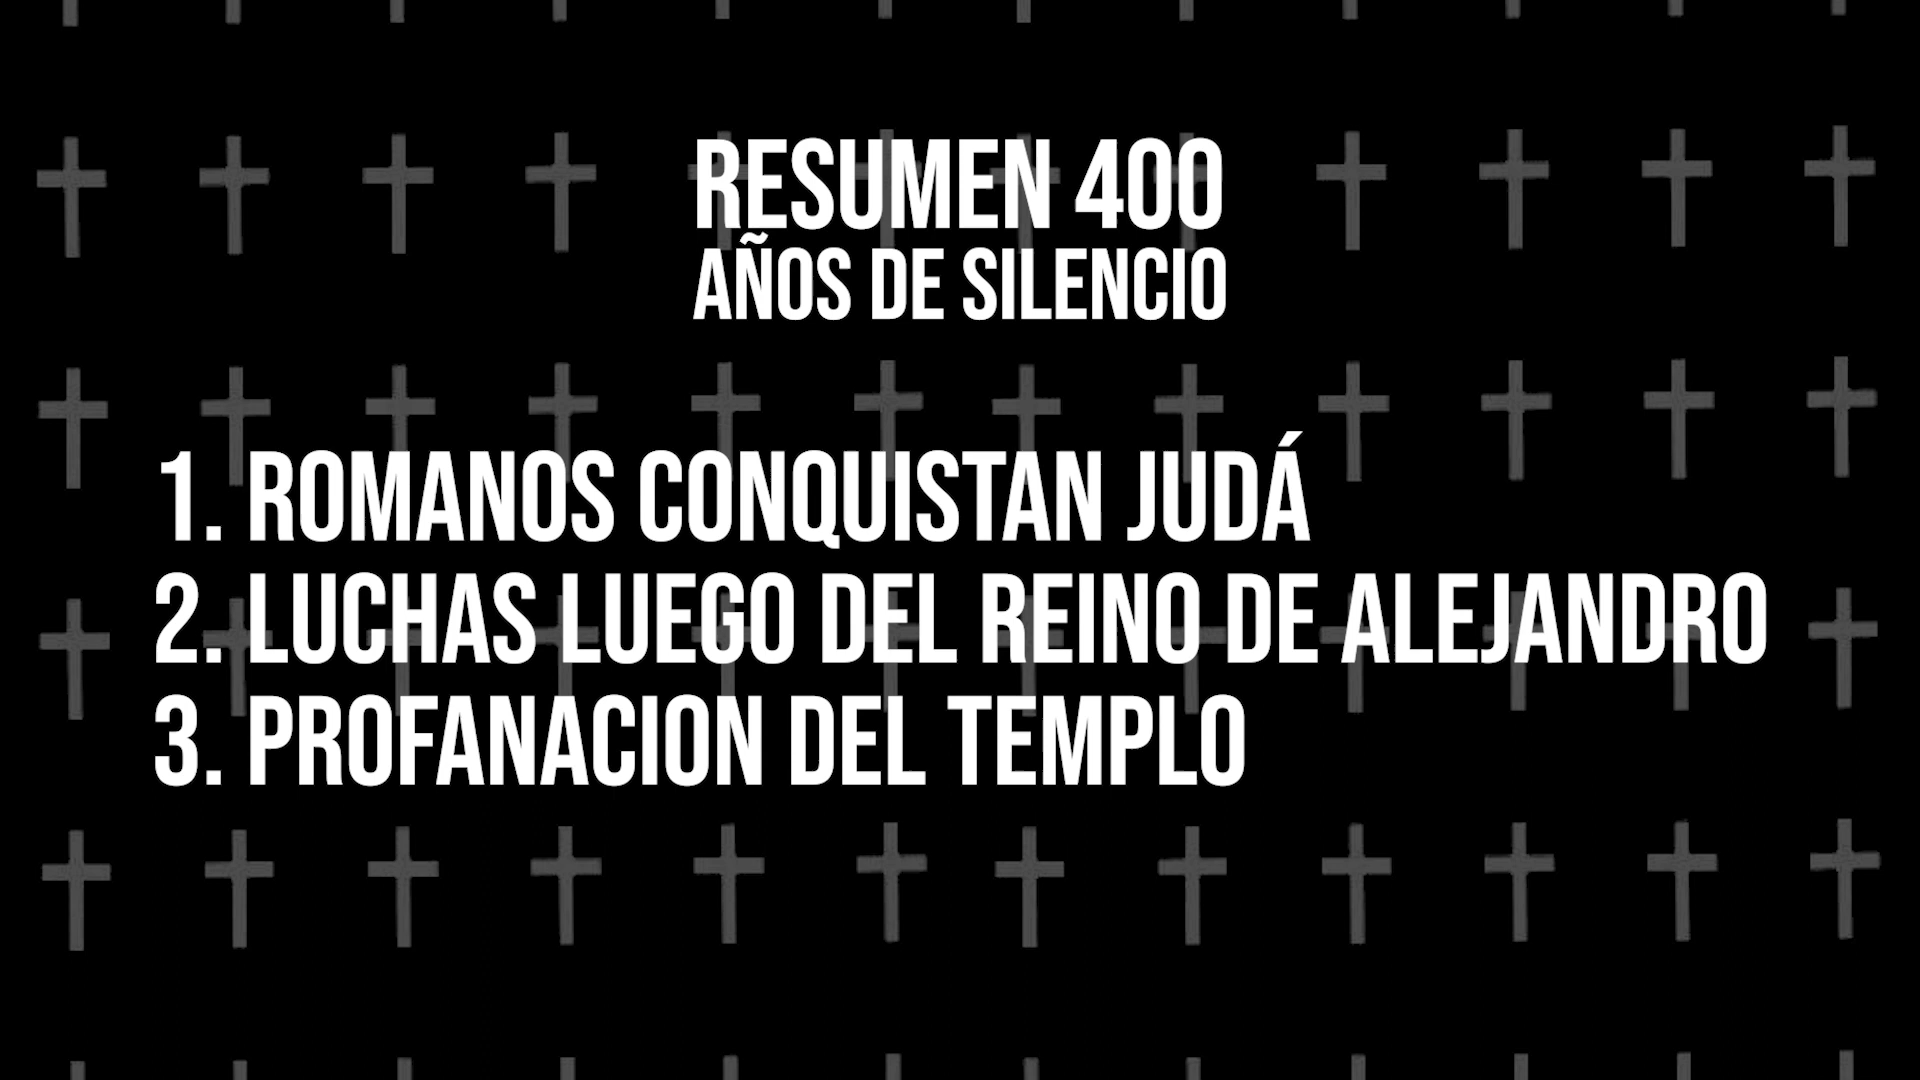 RESUMEN 400
AÑOS DE SILENCIO
1. ROMANOS CONQUISTAN JUDÁ
2. LUCHAS LUEGO DEL REINO DE ALEJANDRO
3. PROFANACION DEL TEMPLO